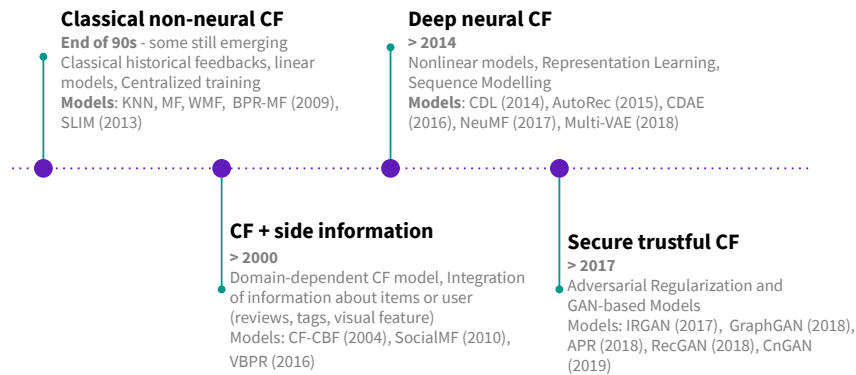 Classical non-neural CF
End of 90s - some still emerging
Classical historical feedbacks, linear
models, Centralized training
Models: KNN, MF, WMF,  BPR-MF (2009),
SLIM (2013)
Deep neural CF
> 2014
Nonlinear models, Representation Learning,
Sequence Modelling
Models: CDL (2014), AutoRec (2015), CDAE
(2016), NeuMF (2017), Multi-VAE (2018)
CF + side information
> 2000
Domain-dependent CF model, Integration
of information about items or user
(reviews, tags, visual feature)
Models: CF-CBF (2004), SocialMF (2010),
VBPR (2016)
Secure trustful CF
> 2017
Adversarial Regularization and
GAN-based Models
Models: IRGAN (2017),  GraphGAN (2018),
APR (2018), RecGAN (2018), CnGAN
(2019)